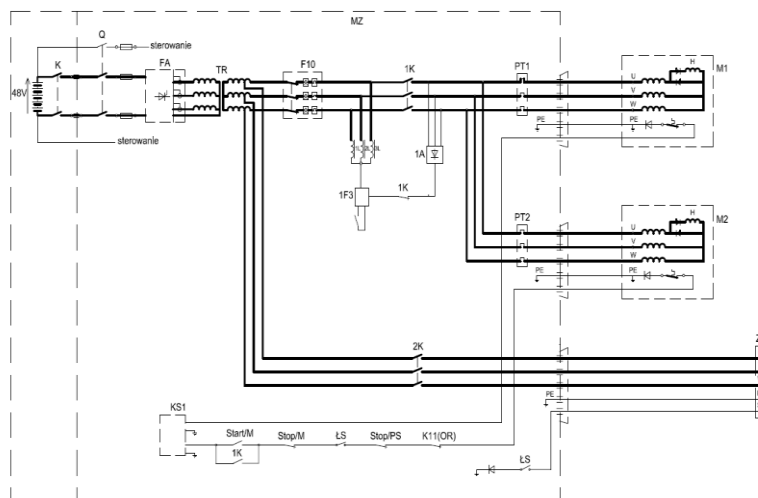 MZ
Q
sterowanie
K
FA
TR
F10
1K
PT1
H
M1
48V
U
V
W
PE
PE
sterowanie
1A
1F3
1K
PT2
H
M2
U
V
W
PE
PE
2K
KS1
PE
Start/M
Stop/M
ŁS
Stop/PS
K11(OR)
1K
ŁS